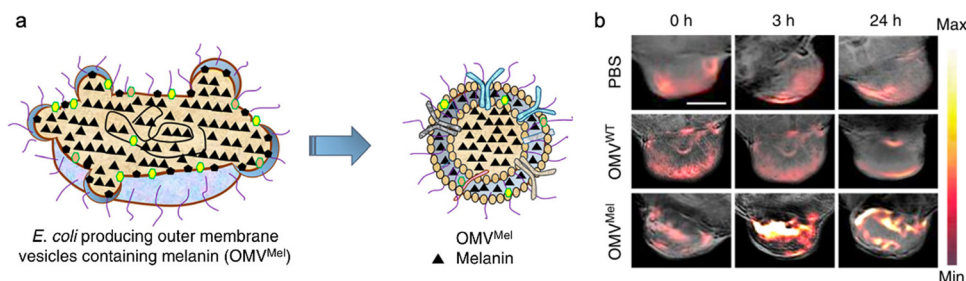 a
E. coli producing outer membrane
vesicles containing melanin (OMVMel)
OMVMel
▲ Melanin
b
0 h 3 h 24 h
PBS
OMVWT
OMVMel
Max
Min